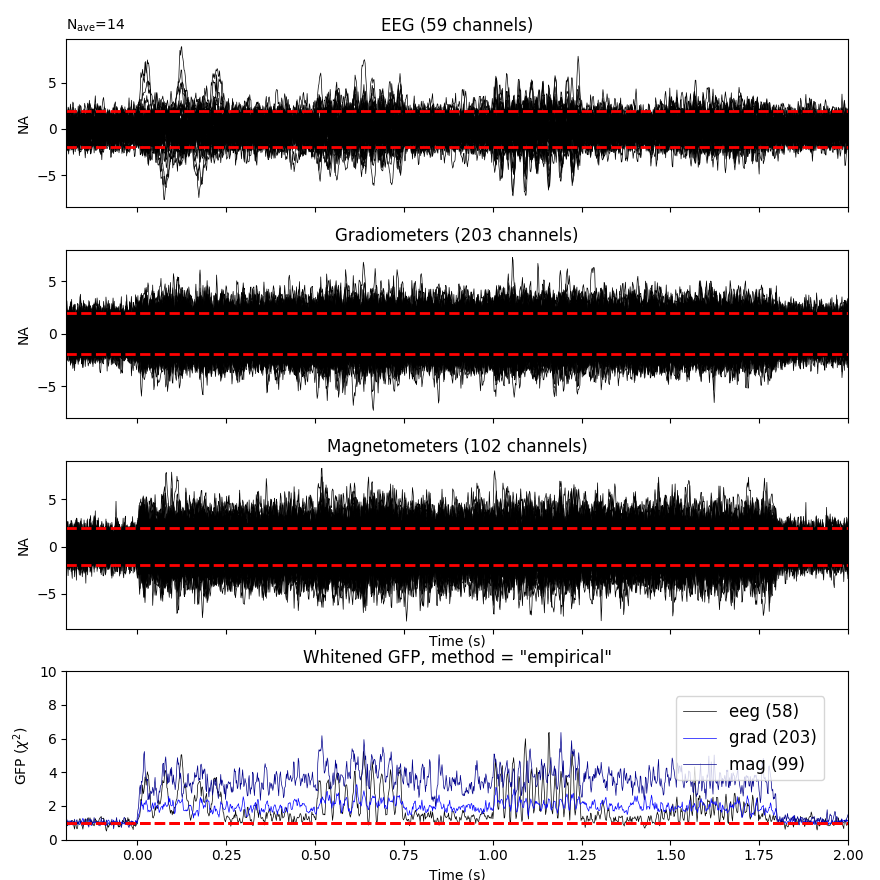 N_ave=14
EEG (59 channels)
5
0
−5
NA
Gradiometers (203 channels)
5
0
−5
NA
Magnetometers (102 channels)
5
0
−5
NA
Time (s)
Whitened GFP, method = "empirical"
10
8
6
4
2
0
GFP (χ²)
eeg (58)
grad (203)
mag (99)
0.00 0.25 0.50 0.75 1.00 1.25 1.50 1.75 2.00
Time (s)